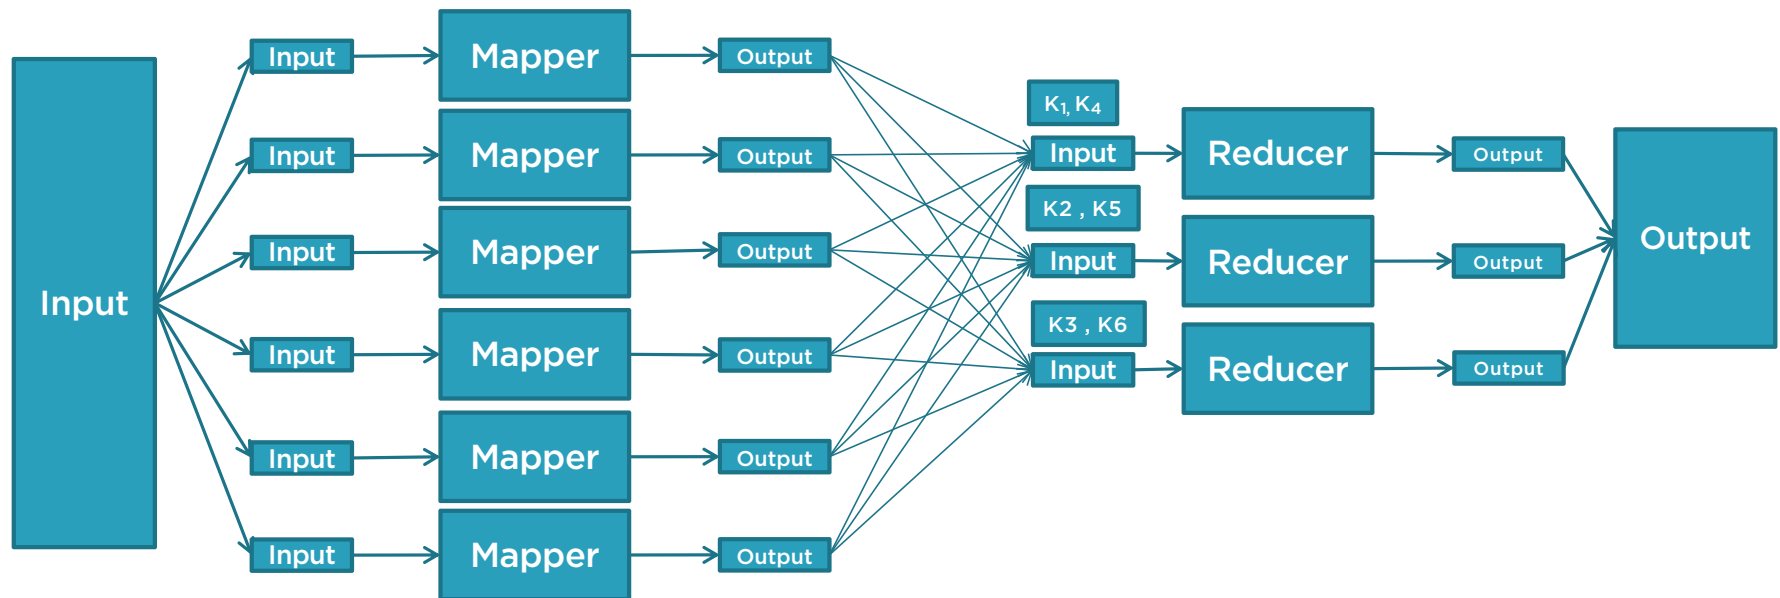 Input
Input
Input
Input
Input
Input
Input
Mapper
Mapper
Mapper
Mapper
Mapper
Mapper
Output
Output
Output
Output
Output
Output
K₁, K₄
Input
K2 , K5
Input
K3 , K6
Input
Reducer
Reducer
Reducer
Output
Output
Output
Output